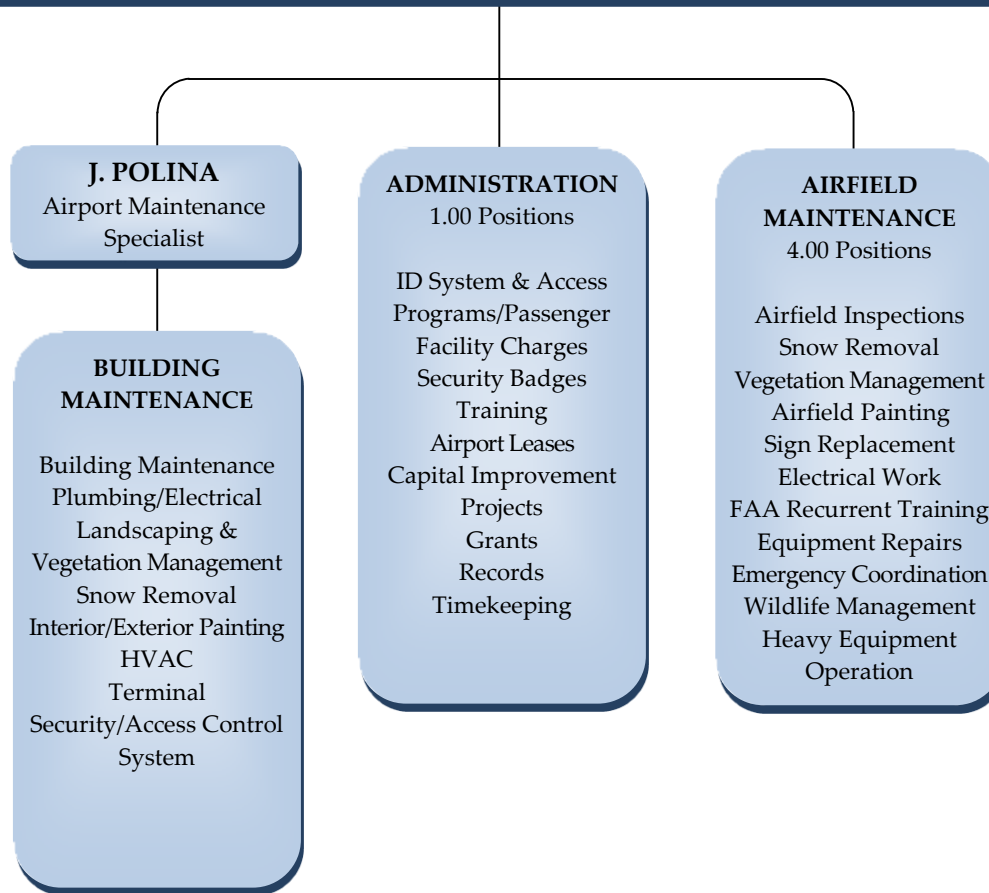 J. POLINA
Airport Maintenance
Specialist
BUILDING
MAINTENANCE
Building Maintenance
Plumbing/Electrical
Landscaping &
Vegetation Management
Snow Removal
Interior/Exterior Painting
HVAC
Terminal
Security/Access Control
System
ADMINISTRATION
1.00 Positions
ID System & Access
Programs/Passenger
Facility Charges
Security Badges
Training
Airport Leases
Capital Improvement
Projects
Grants
Records
Timekeeping
AIRFIELD
MAINTENANCE
4.00 Positions
Airfield Inspections
Snow Removal
Vegetation Management
Airfield Painting
Sign Replacement
Electrical Work
FAA Recurrent Training
Equipment Repairs
Emergency Coordination
Wildlife Management
Heavy Equipment
Operation